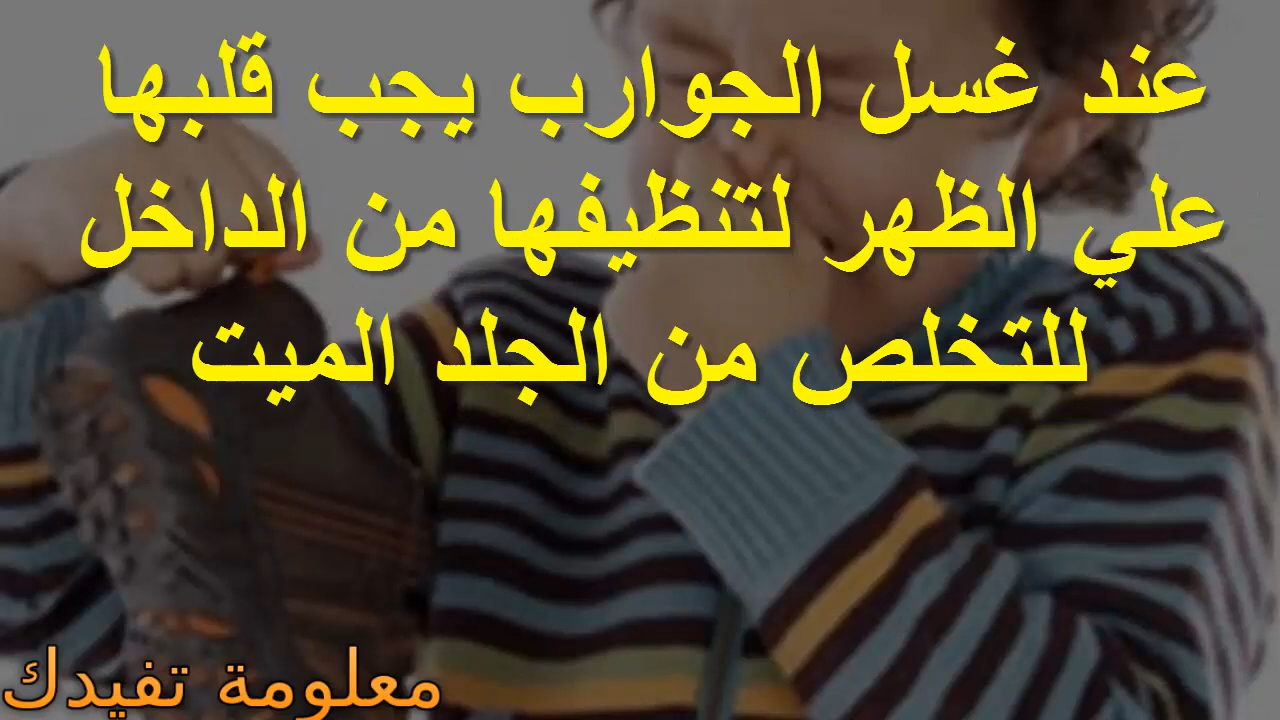 عند غسل الجوارب يجب قلبها
علي الظهر لتنظيفها من الداخل
للتخلص من الجلد الميت
معلومة تفيدك